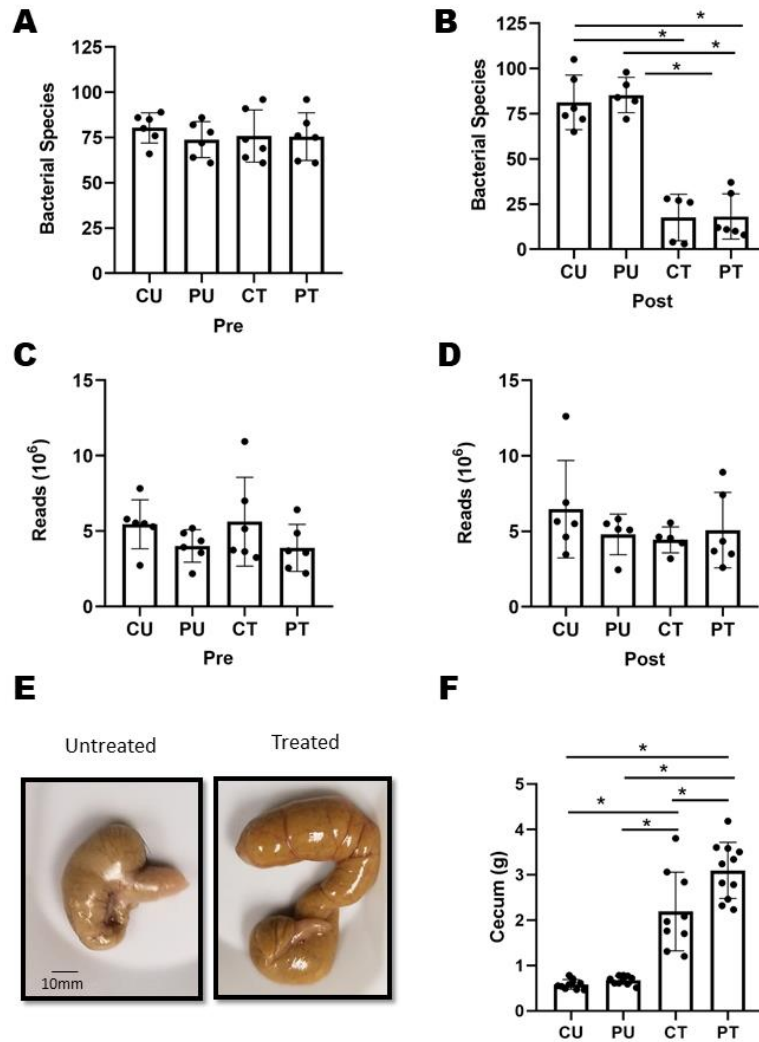 A
Bacterial Species
125
100
75
50
25
0
CU PU CT PT
Pre
B
Bacterial Species
125
100
75
50
25
0
* * * *
CU PU CT PT
Post
C
Reads (10⁶)
15
10
5
0
CU PU CT PT
Pre
D
Reads (10⁶)
15
10
5
0
CU PU CT PT
Post
E
Untreated Treated
10mm
F
Cecum (g)
* * * * *
5
4
3
2
1
0
CU PU CT PT